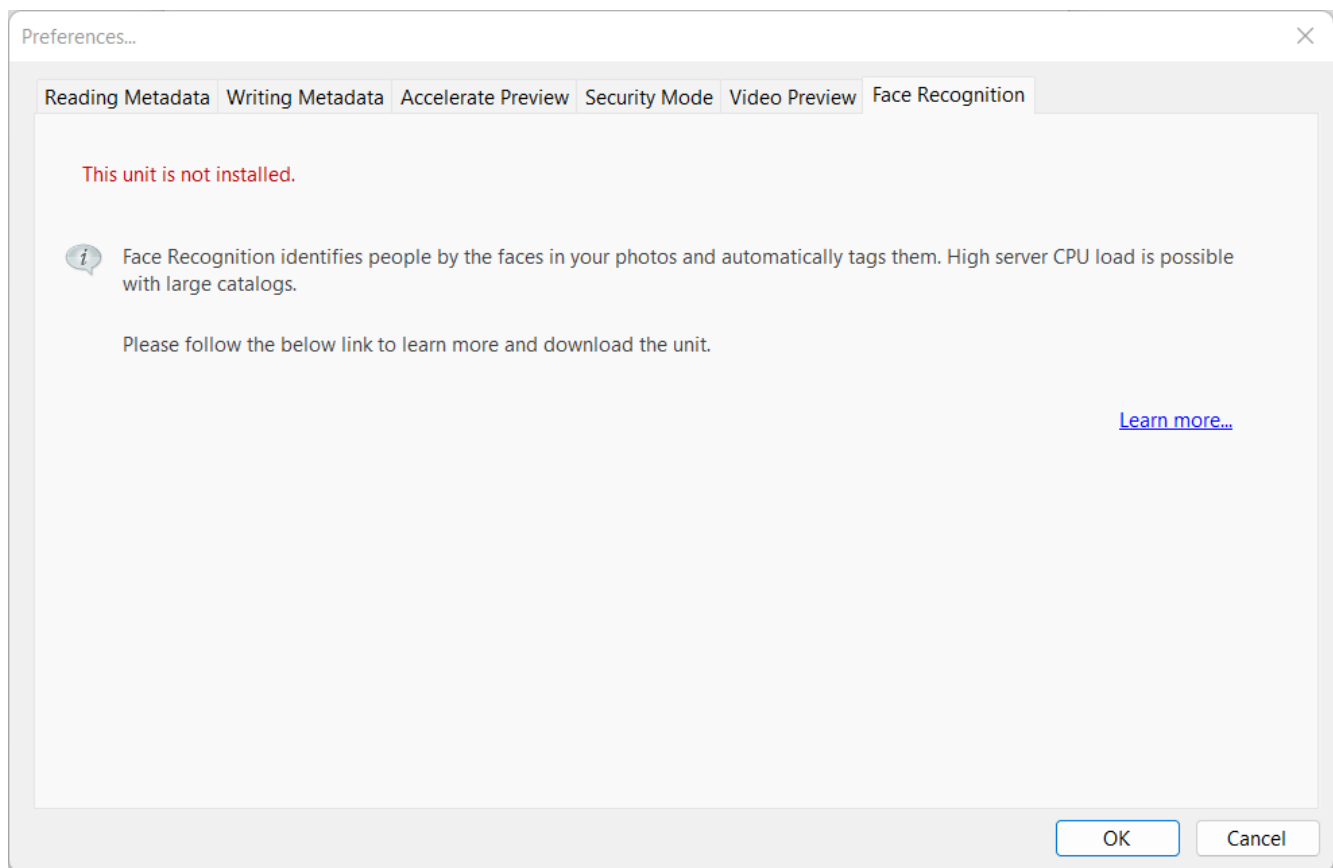 Preferences...
Reading Metadata Writing Metadata Accelerate Preview Security Mode Video Preview Face Recognition
This unit is not installed.
Face Recognition identifies people by the faces in your photos and automatically tags them. High server CPU load is possible
with large catalogs.
Please follow the below link to learn more and download the unit.
Learn more...
OK Cancel